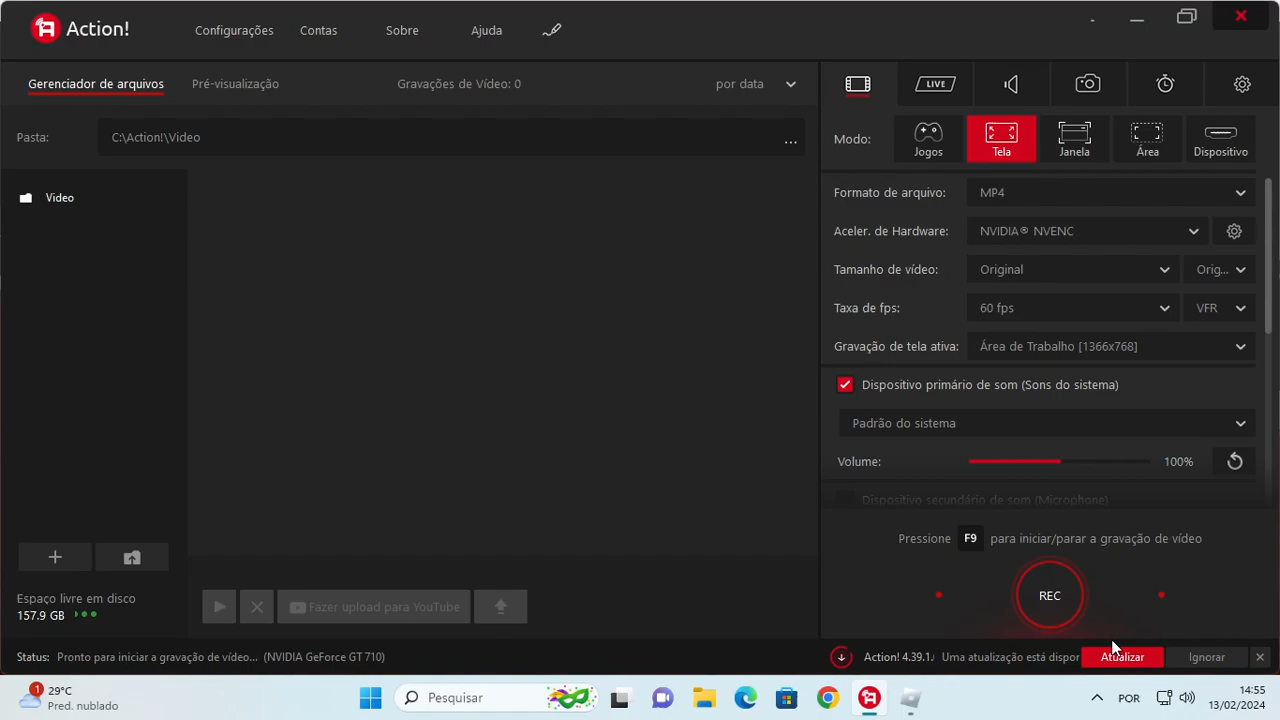 Action!
Configurações
Contas
Sobre
Ajuda
Gerenciador de arquivos
Pré-visualização
Gravações de Vídeo: 0
por data
LIVE
Pasta:
C:\Action!\Video
...
Modo:
Jogos
Tela
Janela
Área
Dispositivo
Video
Formato de arquivo:
MP4
Aceler. de Hardware:
NVIDIA® NVENC
Tamanho de vídeo:
Original
Orig...
Taxa de fps:
60 fps
VFR
Gravação de tela ativa:
Área de Trabalho [1366x768]
Dispositivo primário de som (Sons do sistema)
Padrão do sistema
Volume:
100%
Dispositivo secundário de som (Microphone)
Pressione F9 para iniciar/parar a gravação de vídeo
REC
Espaço livre em disco
157.9 GB
Fazer upload para YouTube
Status: Pronto para iniciar a gravação de vídeo... (NVIDIA GeForce GT 710)
Action! 4.39.1
Uma atualização está dispor
Atualizar
Ignorar
1
29°C
Pred. nublado
Pesquisar
POR
14:55
13/02/2024